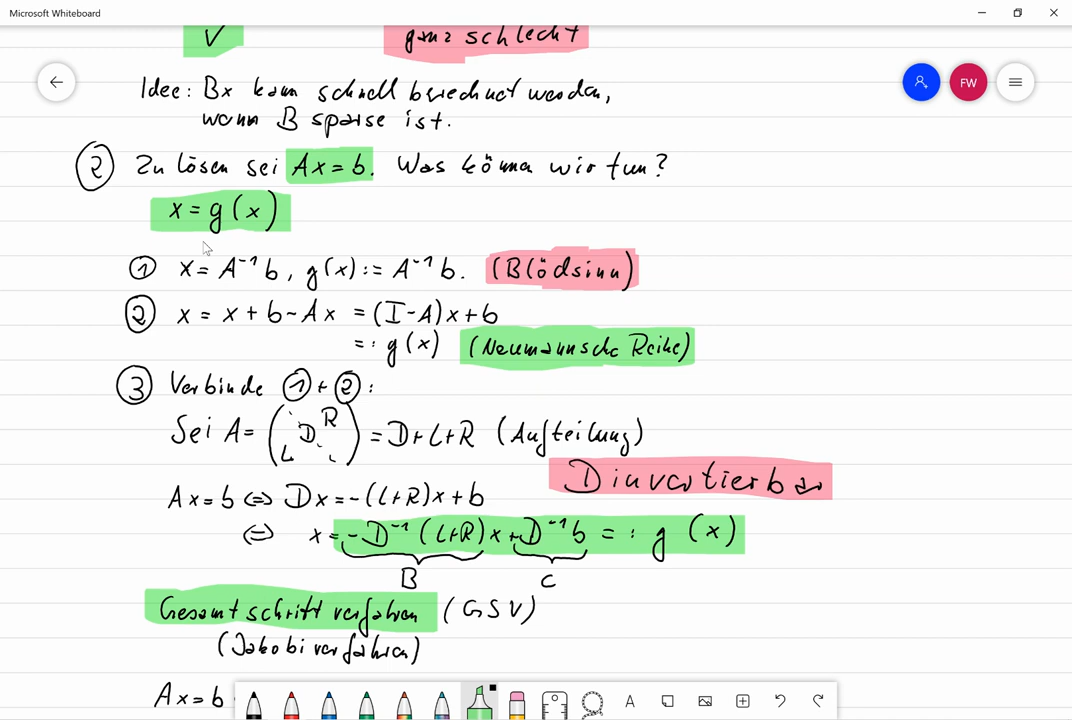 Microsoft Whiteboard
✓ ganz schlecht
Idee: Bx kann schnell berechnet werden,
wenn B sparse ist.
② Zu lösen sei Ax=b. Was können wir tun?
FW
x = g(x)
① x = A⁻¹b, g(x) := A⁻¹b. (Blödsinn)
② x = x + b - Ax = (I-A)x + b
=: g(x) (Neumannsche Reihe)
③ Verbinde ① + ②:
Sei A = (L D R) = D+L+R (Aufteilung)
D invertierbar
Ax=b ⇔ Dx = -(L+R)x + b
⇔ x = -D⁻¹(L+R)x + D⁻¹b =: g(x)
B C
Gesamtschrittverfahren (GSV)
(Jakobiverfahren)
Ax=b
A